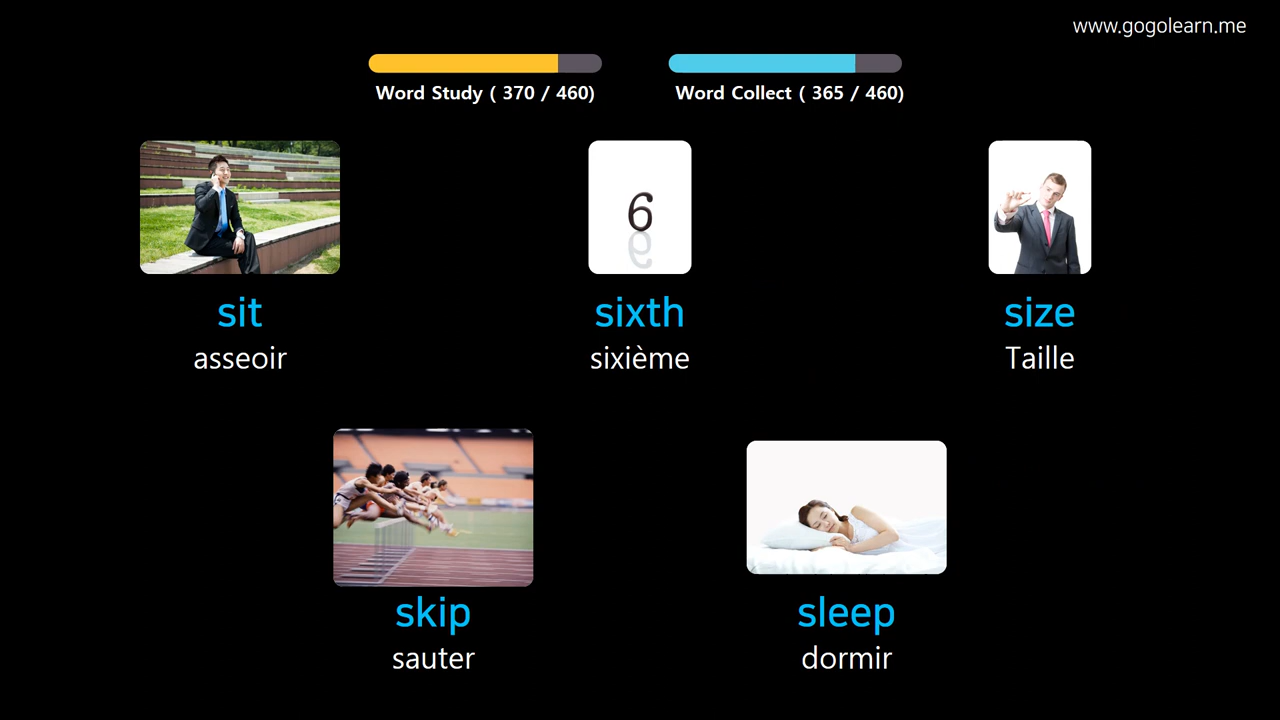 www.gogolearn.me
Word Study ( 370 / 460)
Word Collect ( 365 / 460)
6
sit
sixth
size
asseoir
sixième
Taille
skip
sleep
sauter
dormir